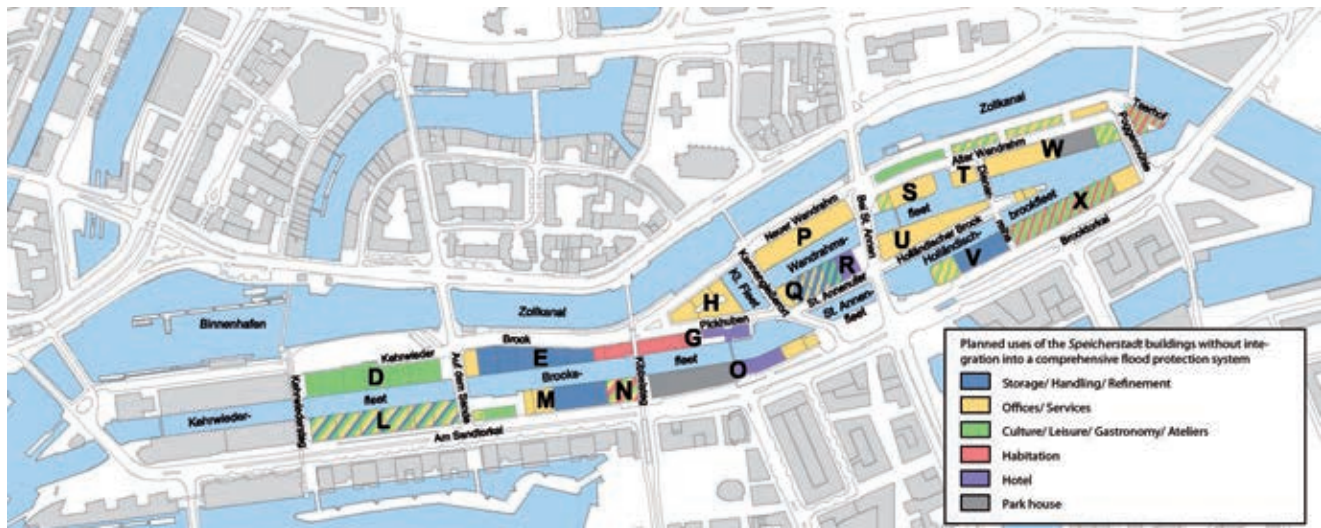 Zollkanal
Teerhof
Poggenmühle
Alter Wandrahm
W
T
Diener-
reihe
S
fleet
Bei St. Annen
brookfleet
X
Brooktorkai
Neuer Wandrahm
P
U
Holländischer Brook
Holländisch-
V
Wandrahms-
R
Q
St. Annenufer
St. Annen-
fleet
Kl. Fleet
H
Pickhuben
Zollkanal
Binnenhafen
G
Brook
Kehrwieder
E
fleet
O
D
Auf dem Sande
Brooks-
Kibbelsteg
N
M
fleet
L
Kehrwieder-
Am Sandtorkai
Planned uses of the Speicherstadt buildings without inte-
gration into a comprehensive flood protection system
Storage/ Handling/ Refinement
Offices/ Services
Culture/ Leisure/ Gastronomy/ Ateliers
Habitation
Hotel
Park house